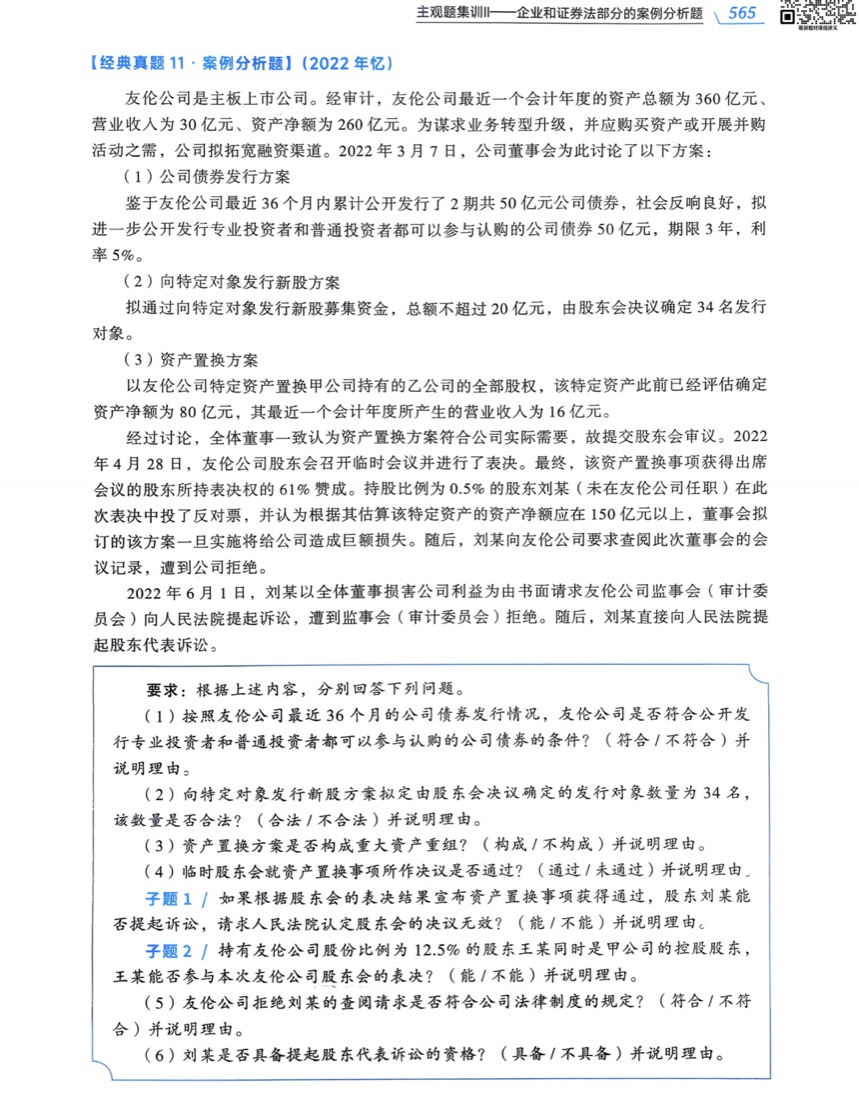 主观题集训Ⅱ——企业和证券法部分的案例分析题 565
【经典真题 11·案例分析题】(2022 年忆)
友伦公司是主板上市公司。经审计，友伦公司最近一个会计年度的资产总额为 360 亿元、
营业收入为 30 亿元、资产净额为 260 亿元。为谋求业务转型升级，并应购买资产或开展并购
活动之需，公司拟拓宽融资渠道。2022 年 3 月 7 日，公司董事会为此讨论了以下方案：
（1）公司债券发行方案
鉴于友伦公司最近 36 个月内累计公开发行了 2 期共 50 亿元公司债券，社会反响良好，拟
进一步公开发行专业投资者和普通投资者都可以参与认购的公司债券 50 亿元，期限 3 年，利
率 5%。
（2）向特定对象发行新股方案
拟通过向特定对象发行新股募集资金，总额不超过 20 亿元，由股东会决议确定 34 名发行
对象。
（3）资产置换方案
以友伦公司特定资产置换甲公司持有的乙公司的全部股权，该特定资产此前已经评估确定
资产净额为 80 亿元，其最近一个会计年度所产生的营业收入为 16 亿元。
经过讨论，全体董事一致认为资产置换方案符合公司实际需要，故提交股东会审议。2022
年 4 月 28 日，友伦公司股东会召开临时会议并进行了表决。最终，该资产置换事项获得出席
会议的股东所持表决权的 61% 赞成。持股比例为 0.5% 的股东刘某（未在友伦公司任职）在此
次表决中投了反对票，并认为根据其估算该特定资产的资产净额应在 150 亿元以上，董事会拟
订的该方案一旦实施将给公司造成巨额损失。随后，刘某向友伦公司要求查阅此次董事会的会
议记录，遭到公司拒绝。
2022 年 6 月 1 日，刘某以全体董事损害公司利益为由书面请求友伦公司监事会（审计委
员会）向人民法院提起诉讼，遭到监事会（审计委员会）拒绝。随后，刘某直接向人民法院提
起股东代表诉讼。
要求：根据上述内容，分别回答下列问题。
（1）按照友伦公司最近 36 个月的公司债券发行情况，友伦公司是否符合公开发
行专业投资者和普通投资者都可以参与认购的公司债券的条件？（符合 / 不符合）并
说明理由。
（2）向特定对象发行新股方案拟定由股东会决议确定的发行对象数量为 34 名，
该数量是否合法？（合法 / 不合法）并说明理由。
（3）资产置换方案是否构成重大资产重组？（构成 / 不构成）并说明理由。
（4）临时股东会就资产置换事项所作决议是否通过？（通过 / 未通过）并说明理由。
子题 1 / 如果根据股东会的表决结果宣布资产置换事项获得通过，股东刘某能
否提起诉讼，请求人民法院认定股东会的决议无效？（能 / 不能）并说明理由。
子题 2 / 持有友伦公司股份比例为 12.5% 的股东王某同时是甲公司的控股股东，
王某能否参与本次友伦公司股东会的表决？（能 / 不能）并说明理由。
（5）友伦公司拒绝刘某的查阅请求是否符合公司法律制度的规定？（符合 / 不符
合）并说明理由。
（6）刘某是否具备提起股东代表诉讼的资格？（具备 / 不具备）并说明理由。